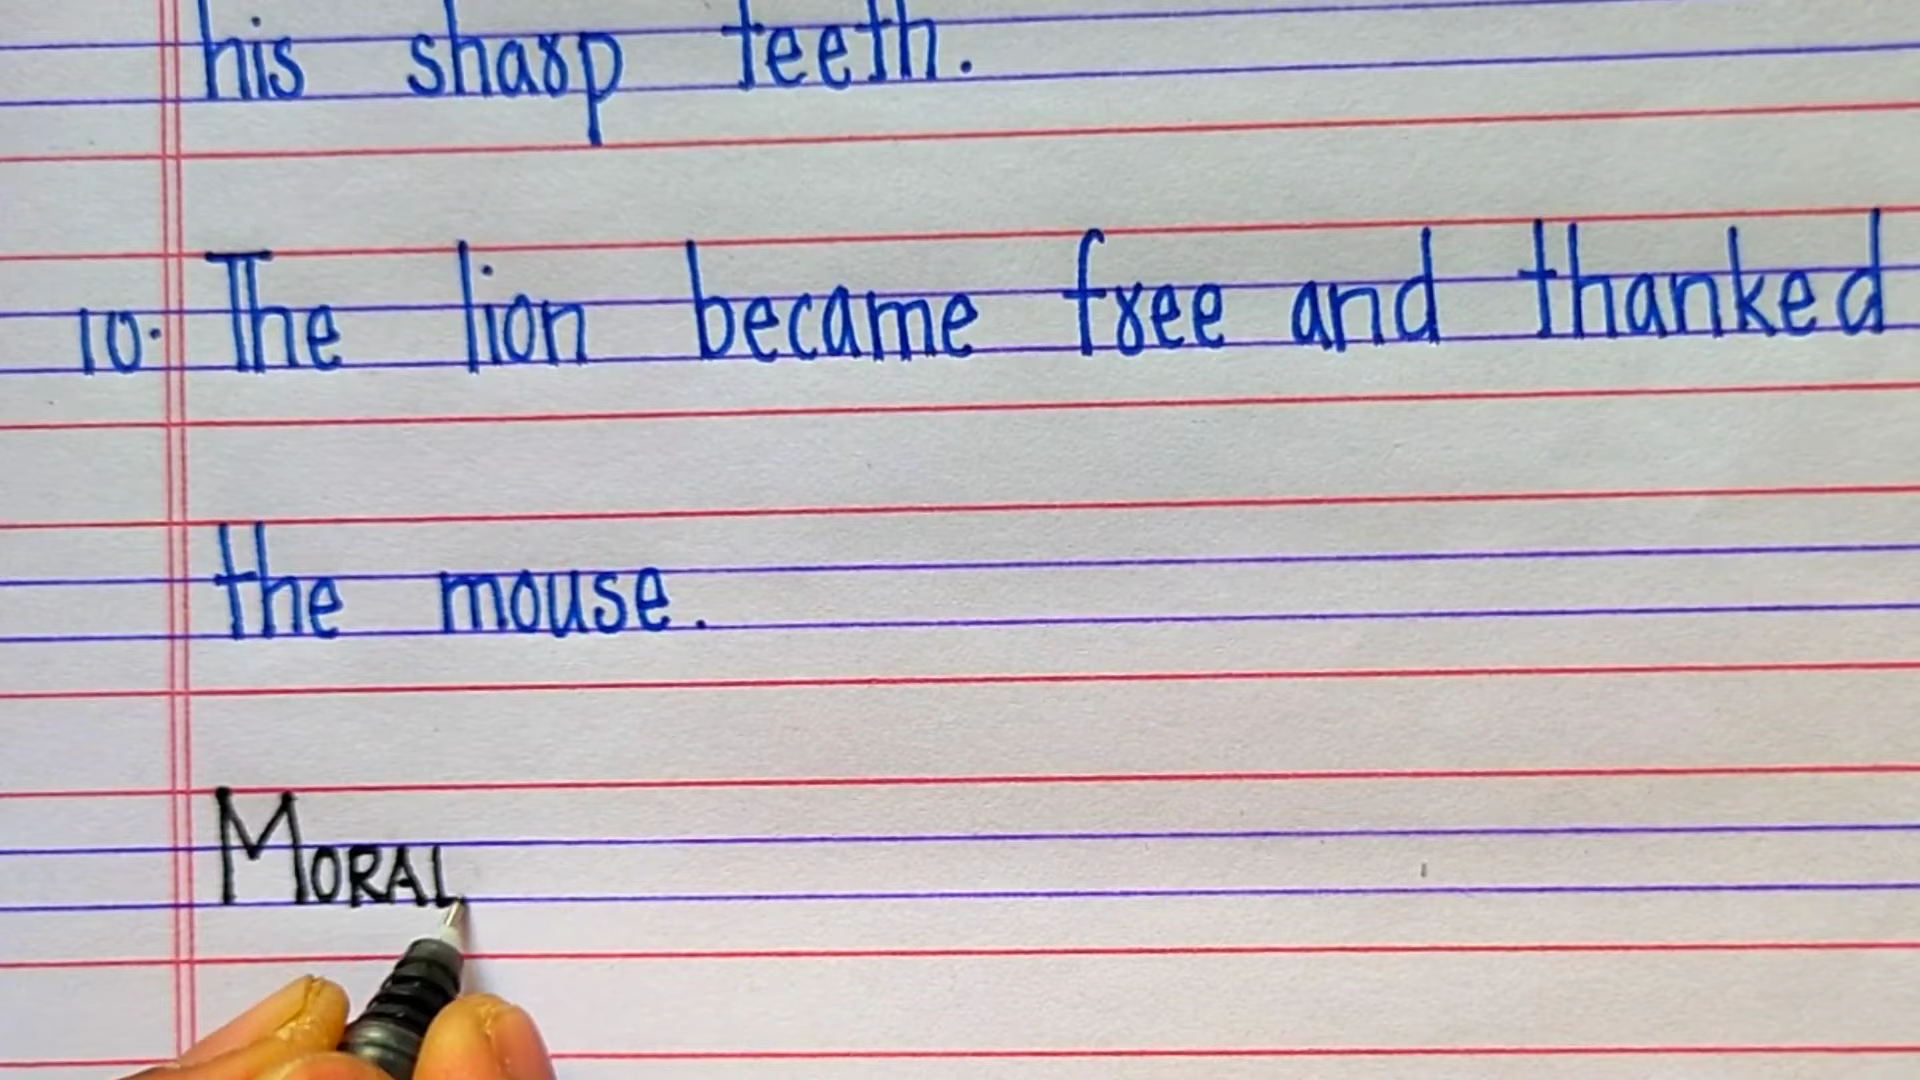 his sharp teeth.
10. The lion became free and thanked
the mouse.
MORAL